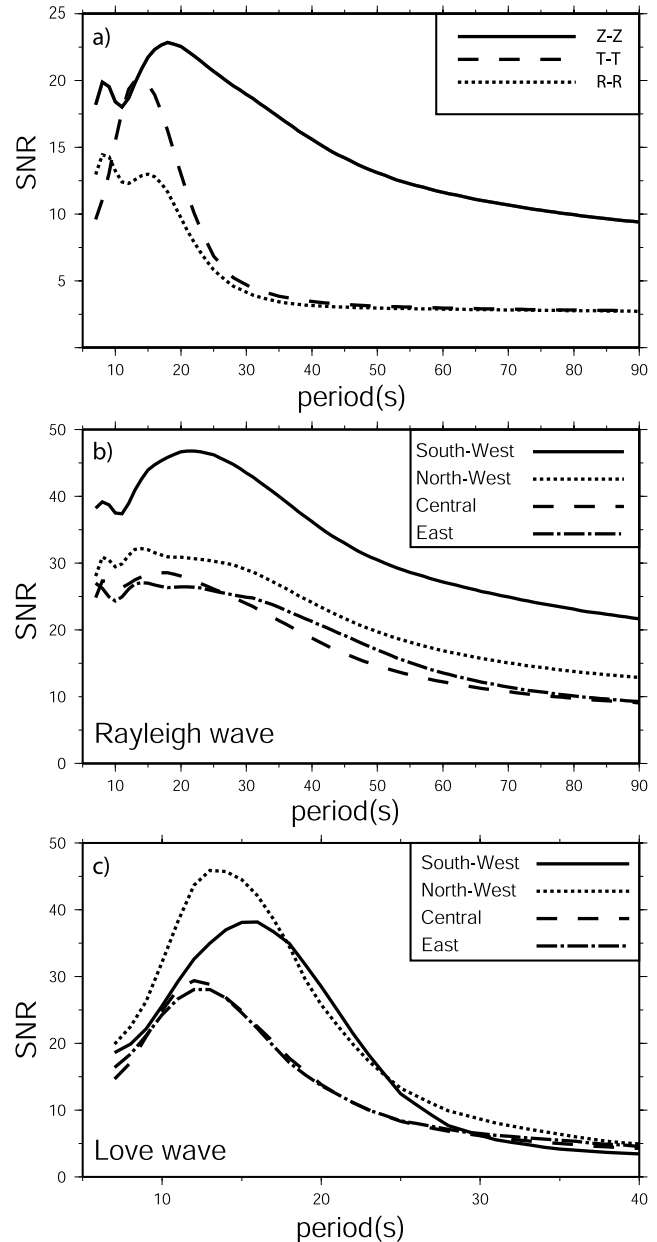 a)
Z-Z
T-T
R-R
25
20
15
10
5
SNR
10 20 30 40 50 60 70 80 90
period(s)
b)
South-West
North-West
Central
East
50
40
30
20
10
0
SNR
Rayleigh wave
10 20 30 40 50 60 70 80 90
period(s)
c)
South-West
North-West
Central
East
50
40
30
20
10
0
SNR
Love wave
10 20 30 40
period(s)